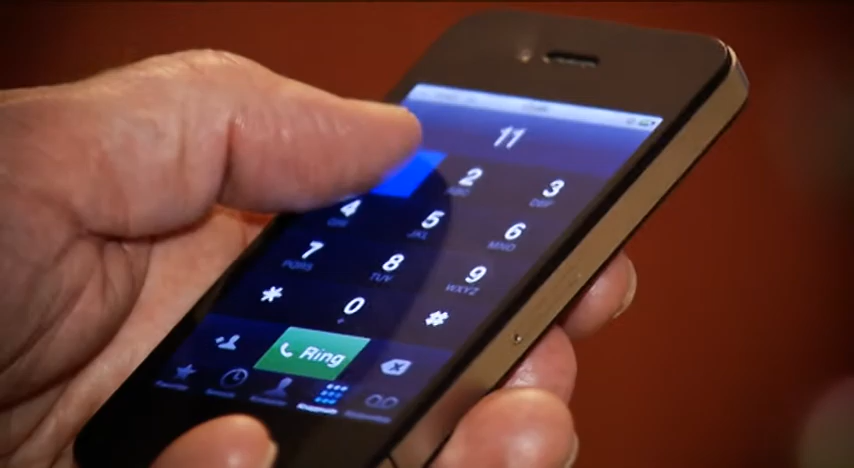 11
2
ABC
3
DEF
4
GHI
5
JKL
6
MNO
7
PQRS
8
TUV
9
WXYZ
*
0
+
#
Ring